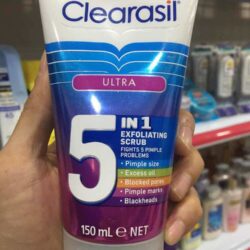 Clearasil®
ULTRA
5 IN 1
EXFOLIATING
SCRUB
FIGHTS 5 PIMPLE
PROBLEMS
• Pimple size
• Excess oil
• Blocked pores
• Pimple marks
• Blackheads
150 mL e NET